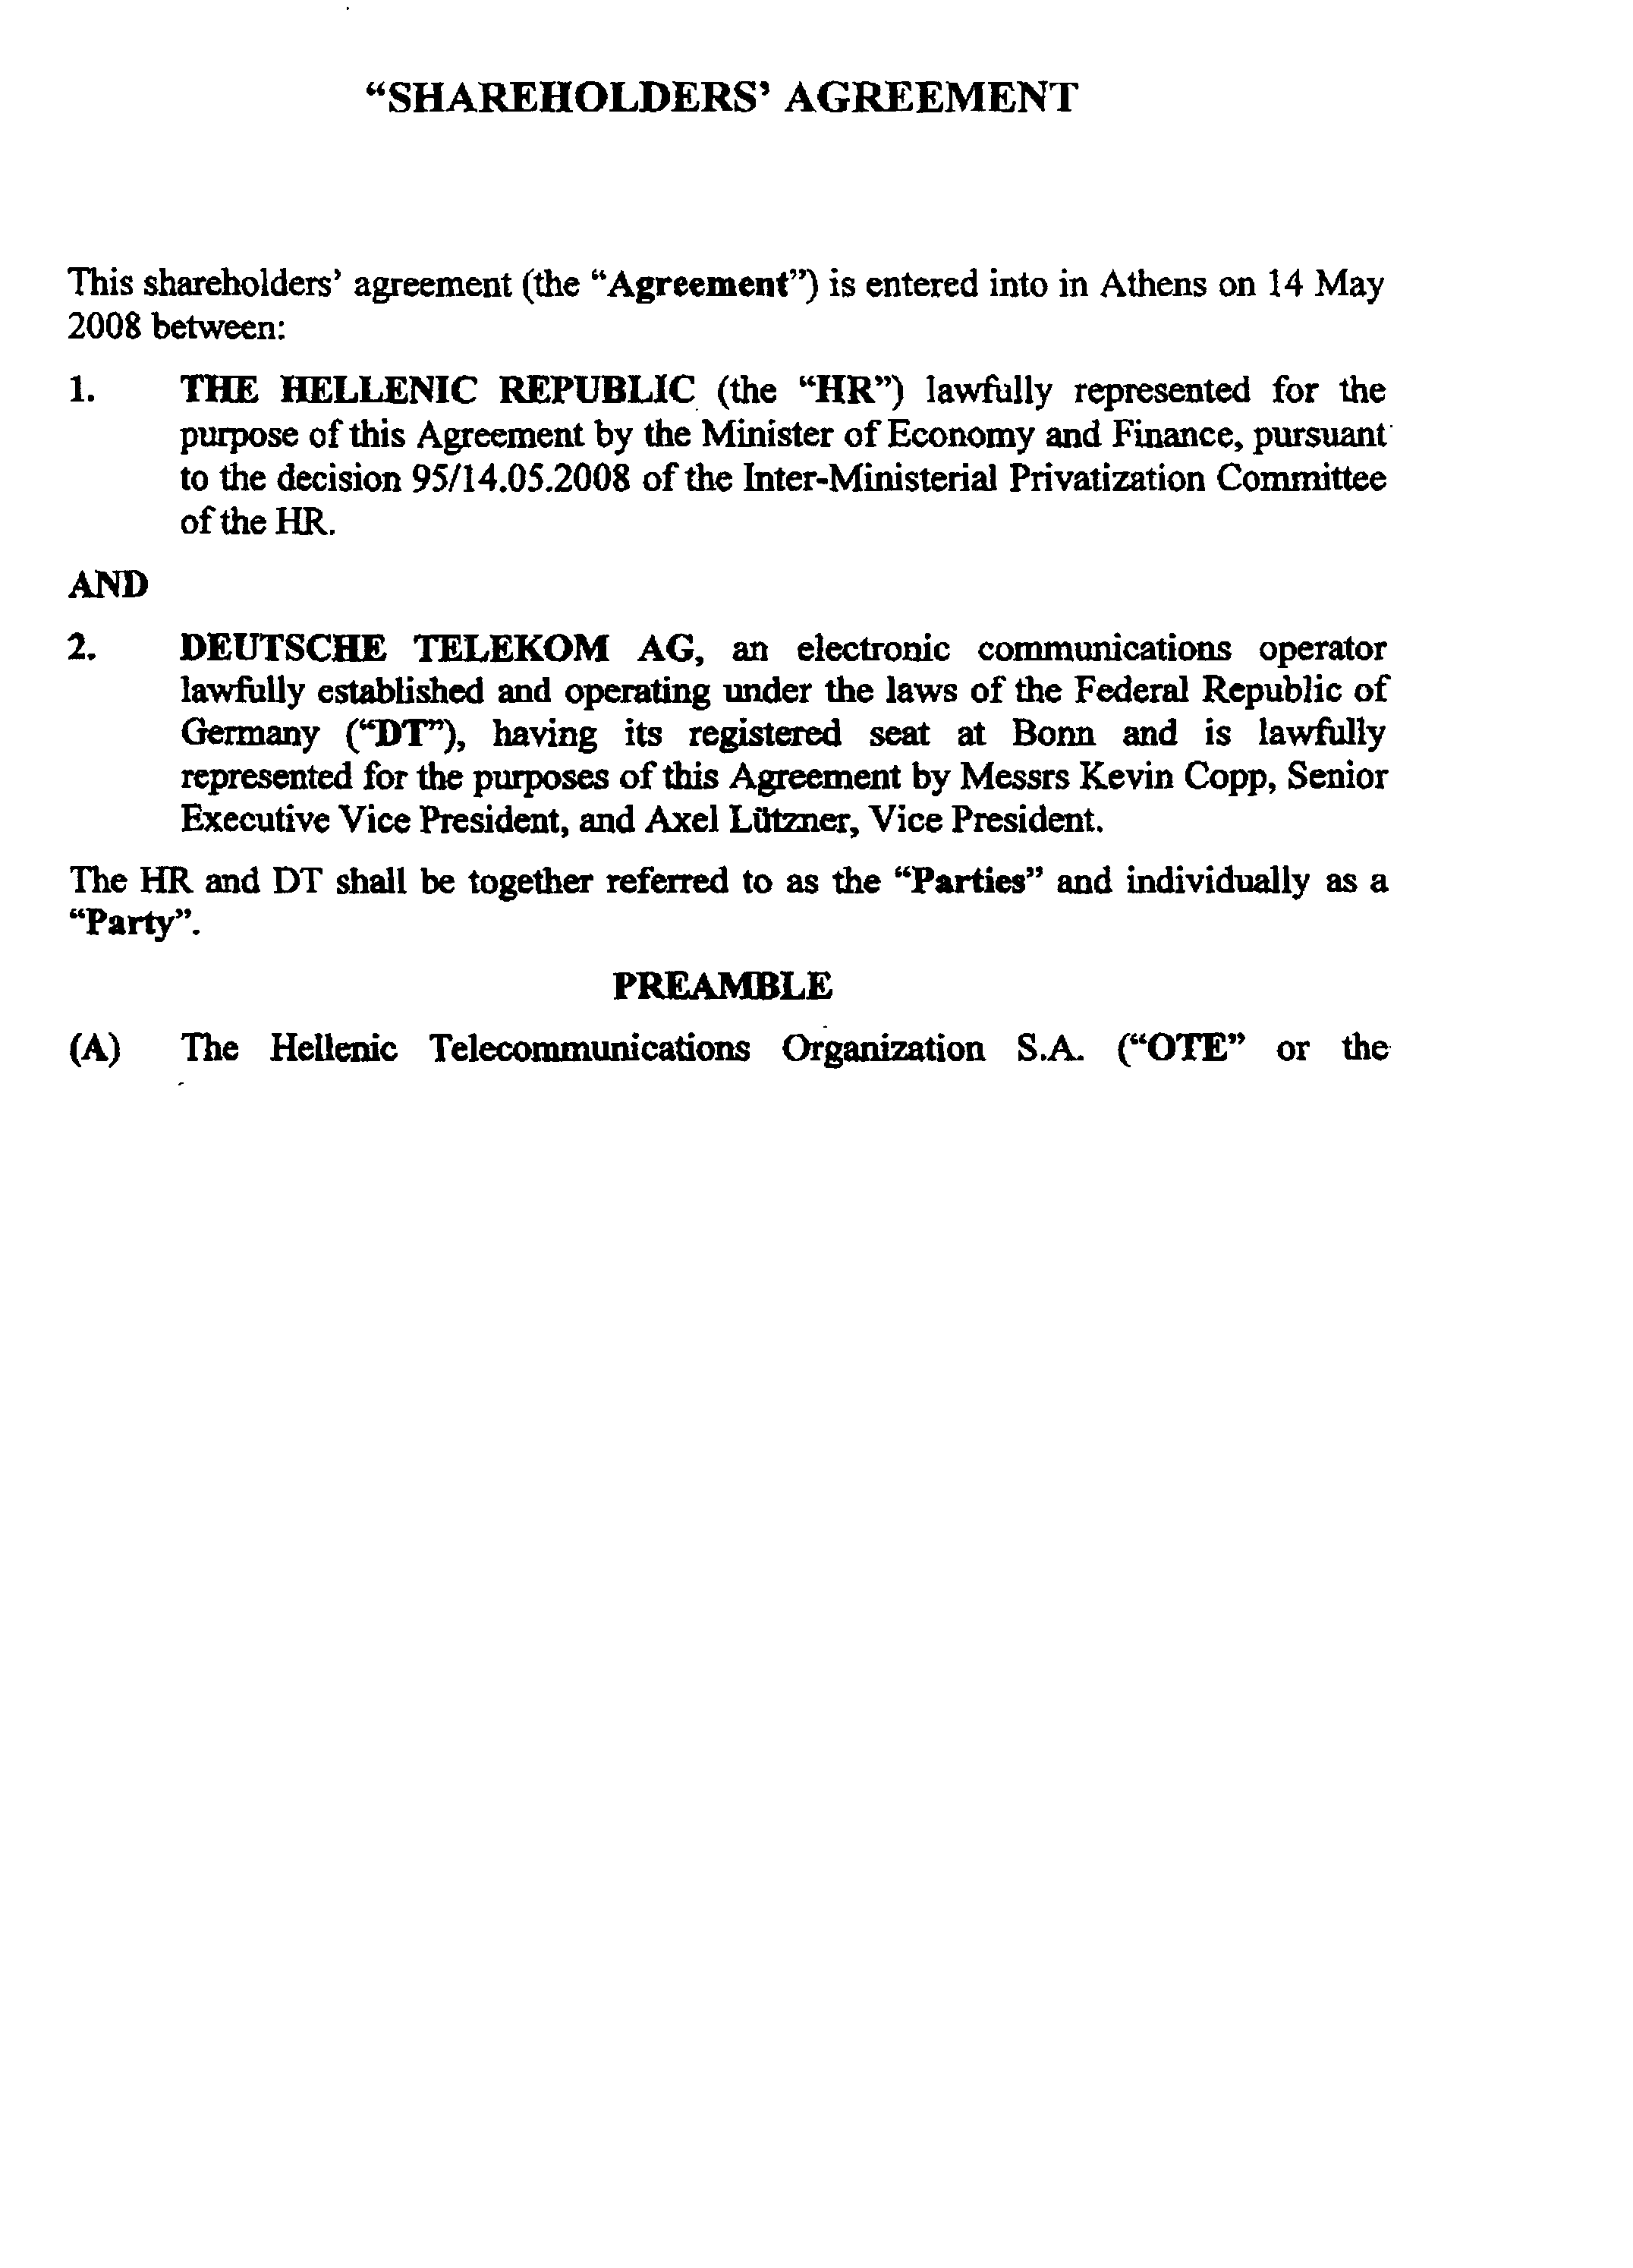 “SHAREHOLDERS’ AGREEMENT
This shareholders’ agreement (the “Agreement”) is entered into in Athens on 14 May
2008 between:
1. THE HELLENIC REPUBLIC (the “HR”) lawfully represented for the
purpose of this Agreement by the Minister of Economy and Finance, pursuant
to the decision 95/14.05.2008 of the Inter-Ministerial Privatization Committee
of the HR.
AND
2. DEUTSCHE TELEKOM AG, an electronic communications operator
lawfully established and operating under the laws of the Federal Republic of
Germany (“DT”), having its registered seat at Bonn and is lawfully
represented for the purposes of this Agreement by Messrs Kevin Copp, Senior
Executive Vice President, and Axel Lützner, Vice President.
The HR and DT shall be together referred to as the “Parties” and individually as a
“Party”.
PREAMBLE
(A) The Hellenic Telecommunications Organization S.A. (“OTE” or the